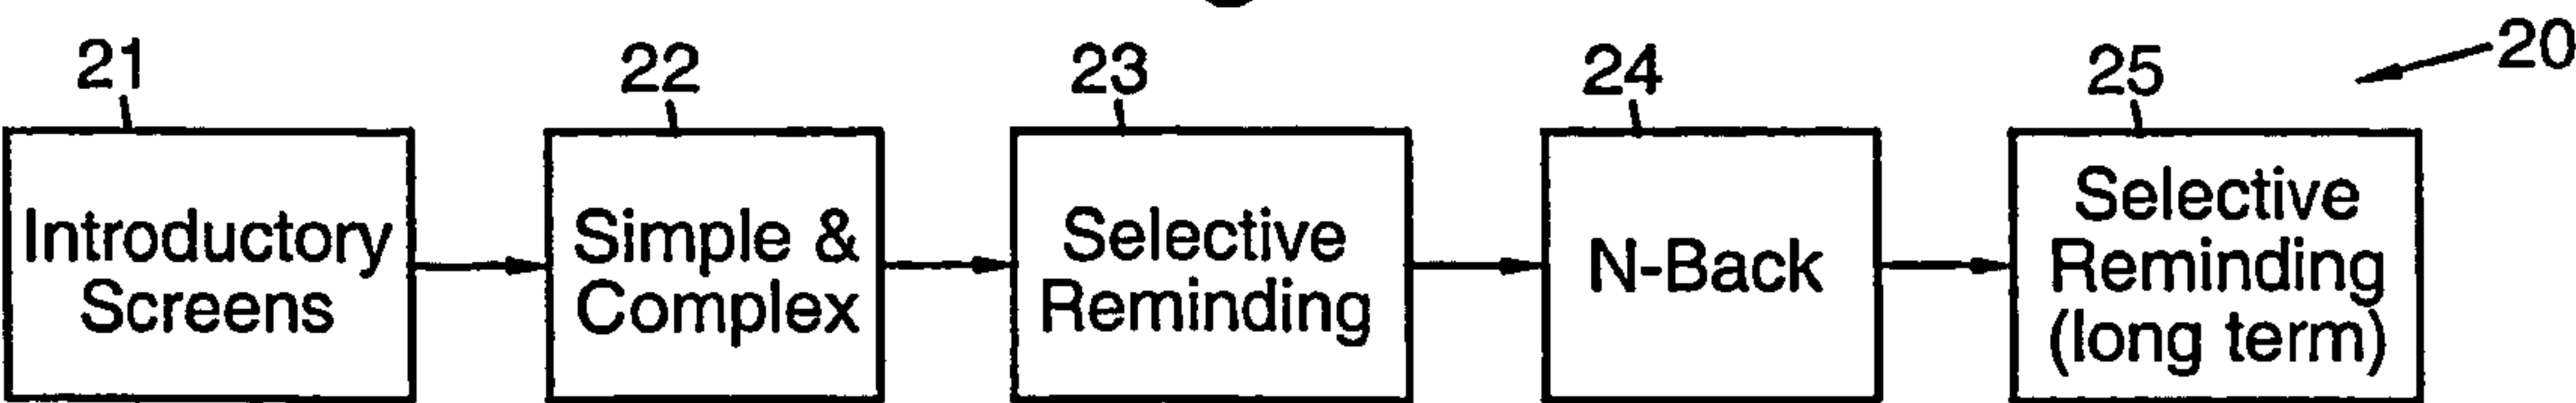 21
22
23
24
25
20
Introductory
Screens
Simple &
Complex
Selective
Reminding
N-Back
Selective
Reminding
(long term)